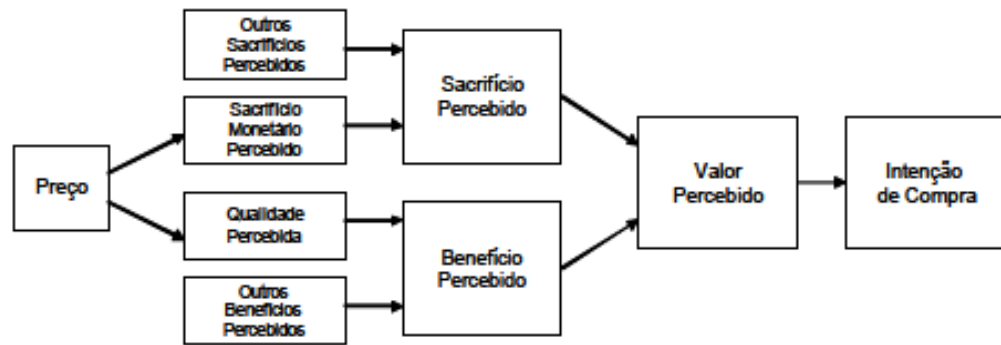 Outros
Sacrifícios
Percebidos
Sacrifício
Monetário
Percebido
Preço
Qualidade
Percebida
Outros
Benefícios
Percebidos
Sacrifício
Percebido
Benefício
Percebido
Valor
Percebido
Intenção
de Compra